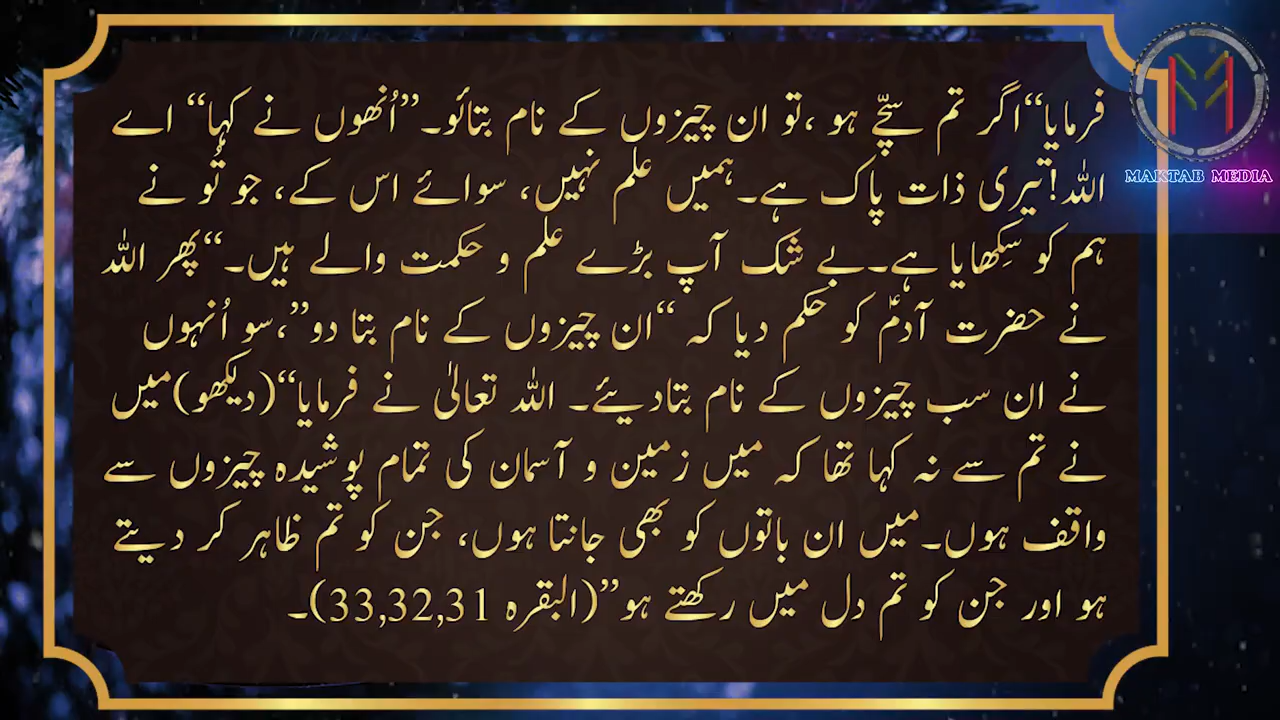 فرمایا‘‘اگر تم سچّے ہو ،تو ان چیزوں کے نام بتائو۔’’اُنھوں نے کہا‘‘ اے
اللہ!تیری ذات پاک ہے۔ہمیں علم نہیں، سوائے اس کے، جو تُو نے
ہم کو سِکھایا ہے۔بے شک آپ بڑے علم و حکمت والے ہیں۔‘‘پھر اللہ
نے حضرت آدمؑ کو حکم دیا کہ ‘‘ان چیزوں کے نام بتا دو’’،سو اُنہوں
نے ان سب چیزوں کے نام بتادیئے۔ اللہ تعالیٰ نے فرمایا‘‘(دیکھو)میں
نے تم سے نہ کہا تھا کہ میں زمین و آسمان کی تمام پوشیدہ چیزوں سے
واقف ہوں۔میں ان باتوں کو بھی جانتا ہوں، جن کو تم ظاہر کر دیتے
ہو اور جن کو تم دل میں رکھتے ہو’’(البقرہ 33,32,31)۔
MAKTAB MEDIA